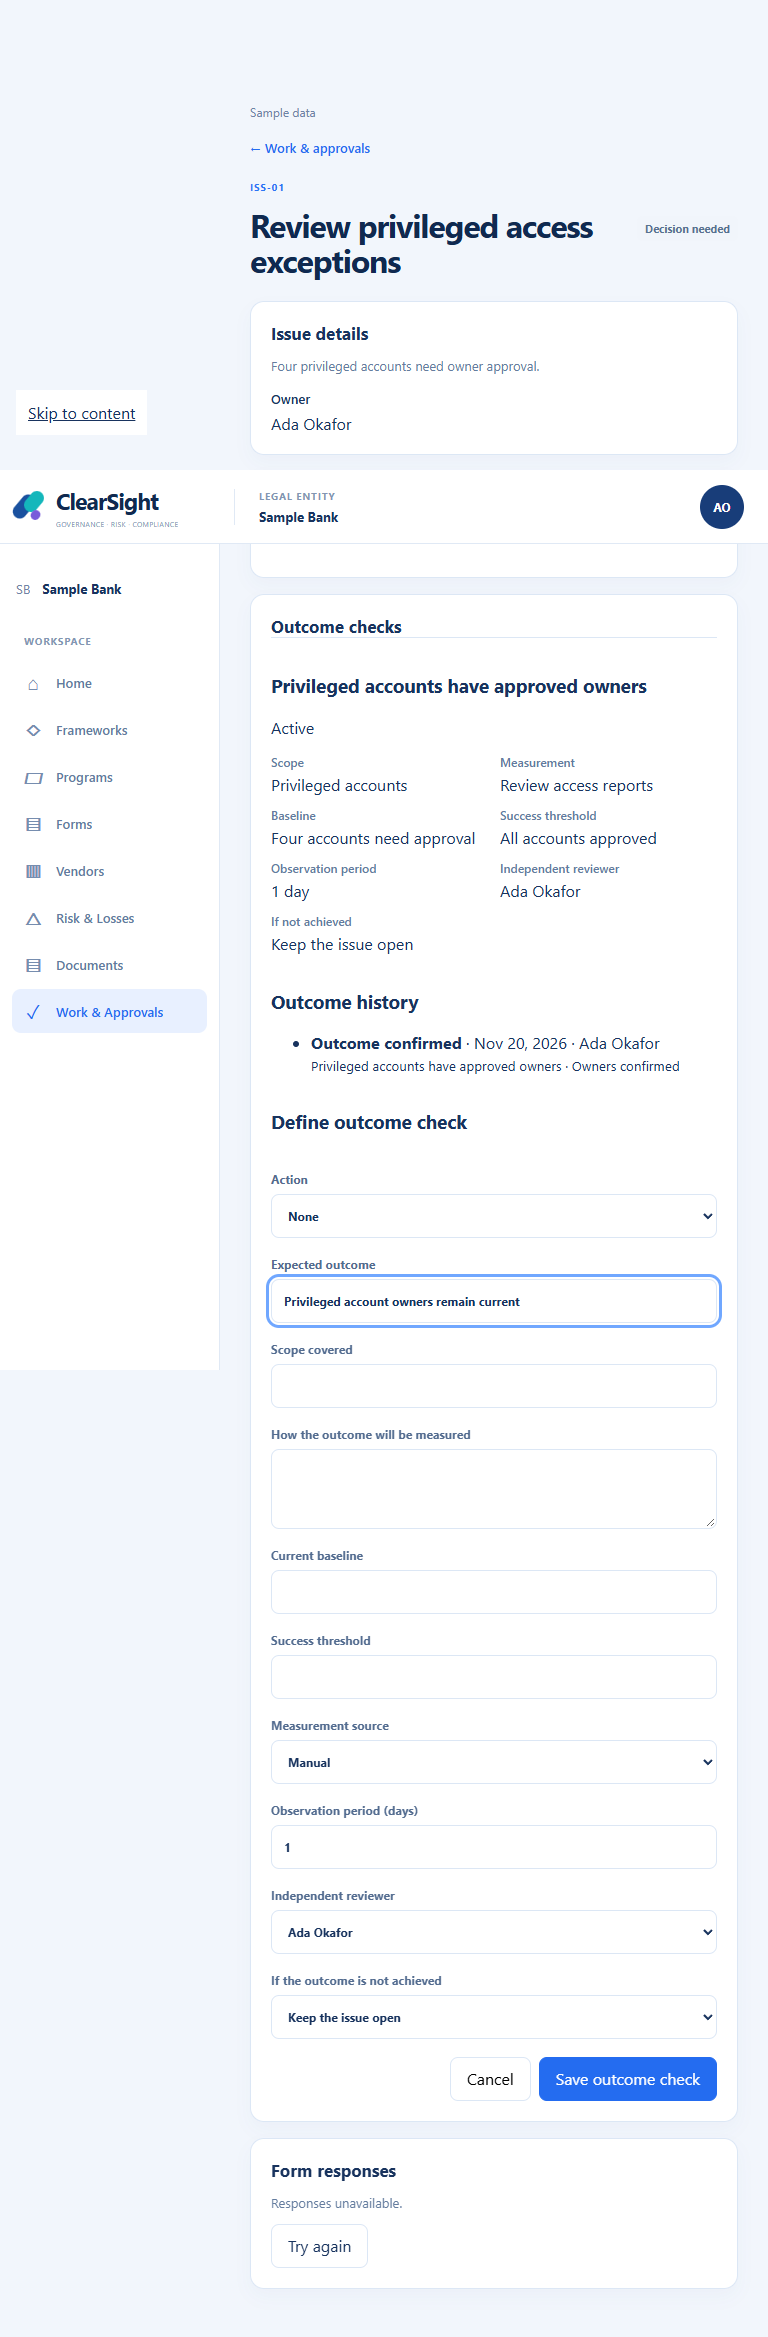 Sample data
← Work & approvals
ISS-01
Review privileged access
exceptions
Decision needed
Issue details
Four privileged accounts need owner approval.
Owner
Ada Okafor
Skip to content
ClearSight
GOVERNANCE · RISK · COMPLIANCE
LEGAL ENTITY
Sample Bank
AO
SB Sample Bank
WORKSPACE
Home
Frameworks
Programs
Forms
Vendors
Risk & Losses
Documents
Work & Approvals
Outcome checks
Privileged accounts have approved owners
Active
Scope
Privileged accounts
Measurement
Review access reports
Baseline
Four accounts need approval
Success threshold
All accounts approved
Observation period
1 day
Independent reviewer
Ada Okafor
If not achieved
Keep the issue open
Outcome history
• Outcome confirmed · Nov 20, 2026 · Ada Okafor
Privileged accounts have approved owners · Owners confirmed
Define outcome check
Action
None
Expected outcome
Privileged account owners remain current
Scope covered
How the outcome will be measured
Current baseline
Success threshold
Measurement source
Manual
Observation period (days)
1
Independent reviewer
Ada Okafor
If the outcome is not achieved
Keep the issue open
Cancel
Save outcome check
Form responses
Responses unavailable.
Try again